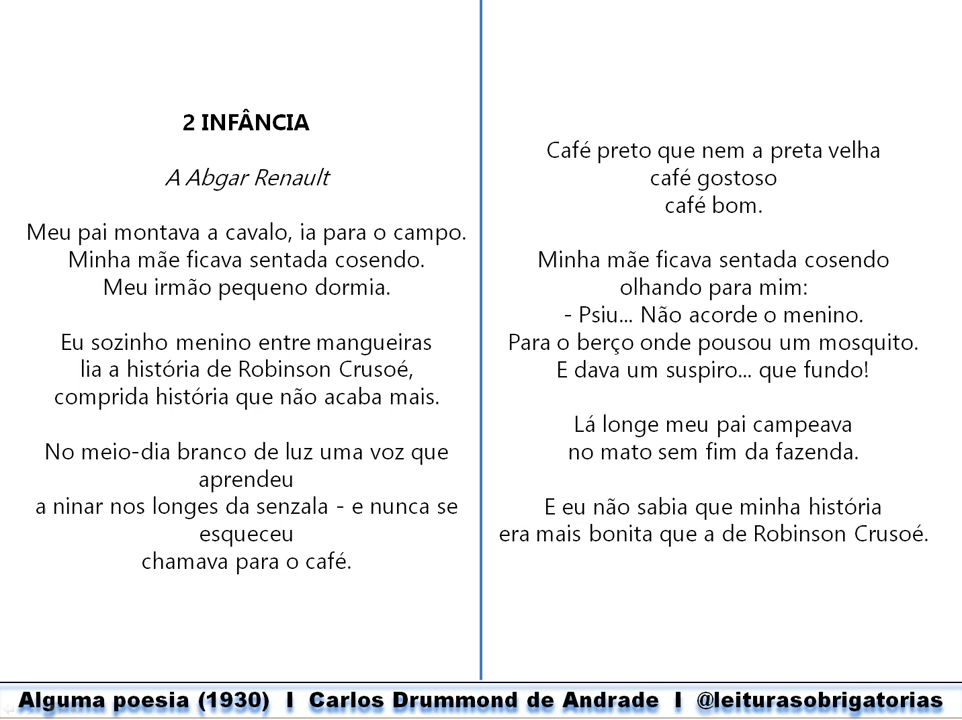 2 INFÂNCIA
A Abgar Renault
Meu pai montava a cavalo, ia para o campo.
Minha mãe ficava sentada cosendo.
Meu irmão pequeno dormia.
Eu sozinho menino entre mangueiras
lia a história de Robinson Crusoé,
comprida história que não acaba mais.
No meio-dia branco de luz uma voz que
aprendeu
a ninar nos longes da senzala - e nunca se
esqueceu
chamava para o café.
Café preto que nem a preta velha
café gostoso
café bom.
Minha mãe ficava sentada cosendo
olhando para mim:
- Psiu... Não acorde o menino.
Para o berço onde pousou um mosquito.
E dava um suspiro... que fundo!
Lá longe meu pai campeava
no mato sem fim da fazenda.
E eu não sabia que minha história
era mais bonita que a de Robinson Crusoé.
Alguma poesia (1930) I Carlos Drummond de Andrade I @leiturasobrigatorias